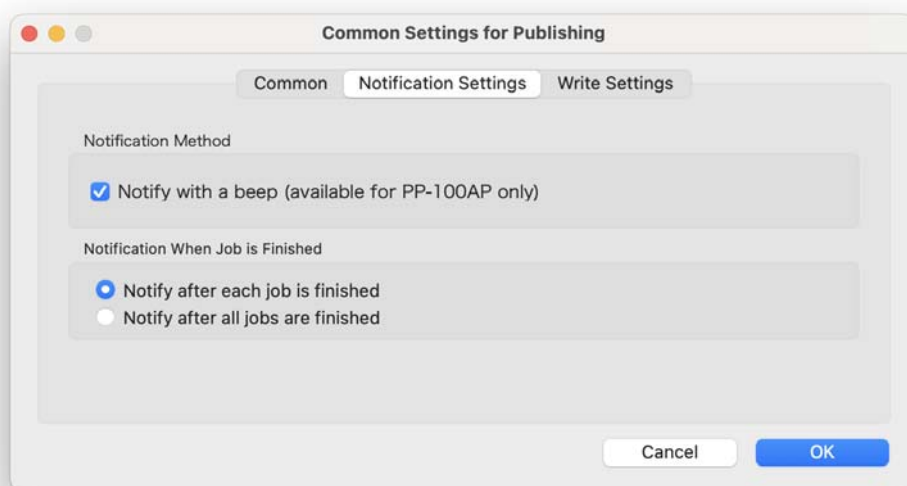 Common Settings for Publishing
Common Notification Settings Write Settings
Notification Method
Notify with a beep (available for PP-100AP only)
Notification When Job is Finished
Notify after each job is finished
Notify after all jobs are finished
Cancel OK